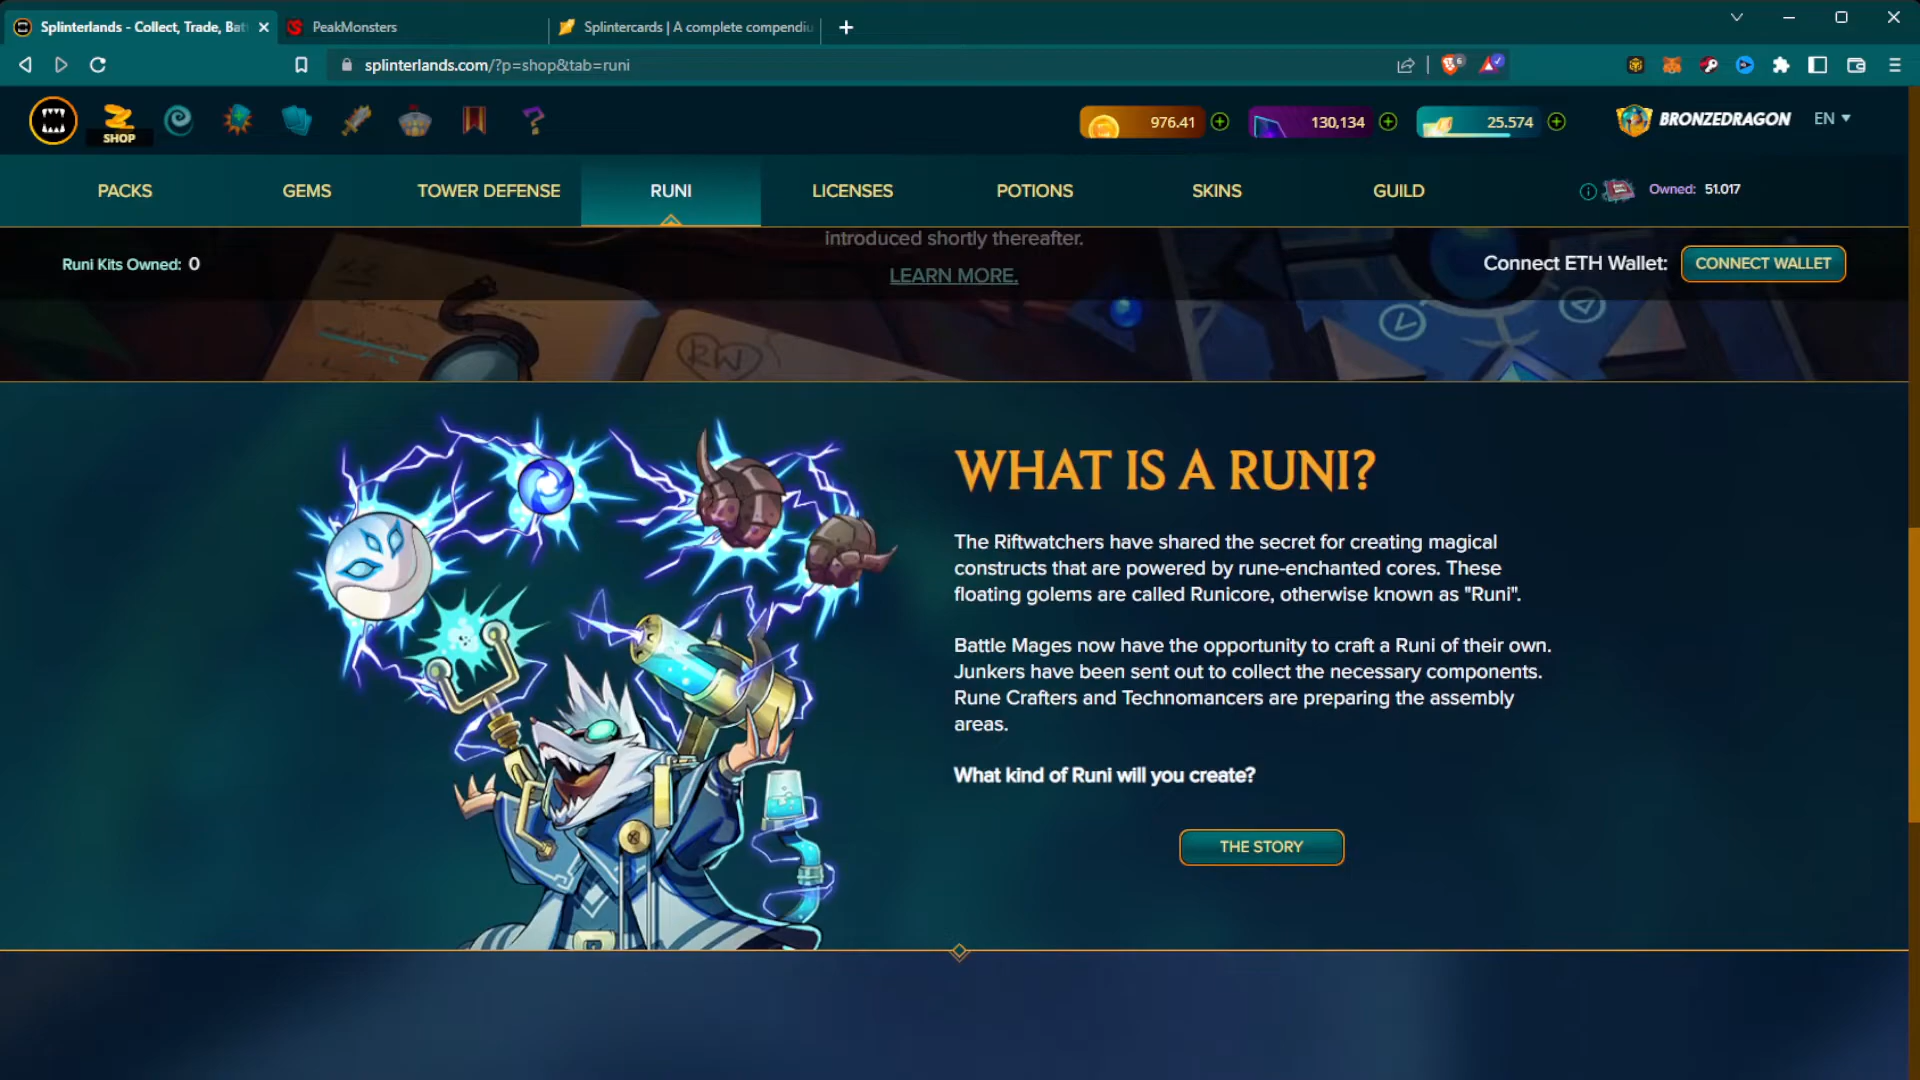 Splinterlands - Collect, Trade, Bat
PeakMonsters
Splintercards | A complete compendiu
splinterlands.com/?p=shop&tab=runi
6
SHOP
976.41
130,134
25.574
BRONZEDRAGON
EN
PACKS
GEMS
TOWER DEFENSE
RUNI
LICENSES
POTIONS
SKINS
GUILD
Owned: 51.017
introduced shortly thereafter.
Runi Kits Owned: 0
LEARN MORE.
Connect ETH Wallet:
CONNECT WALLET
RW
WHAT IS A RUNI?
The Riftwatchers have shared the secret for creating magical
constructs that are powered by rune-enchanted cores. These
floating golems are called Runicore, otherwise known as "Runi".
Battle Mages now have the opportunity to craft a Runi of their own.
Junkers have been sent out to collect the necessary components.
Rune Crafters and Technomancers are preparing the assembly
areas.
What kind of Runi will you create?
THE STORY